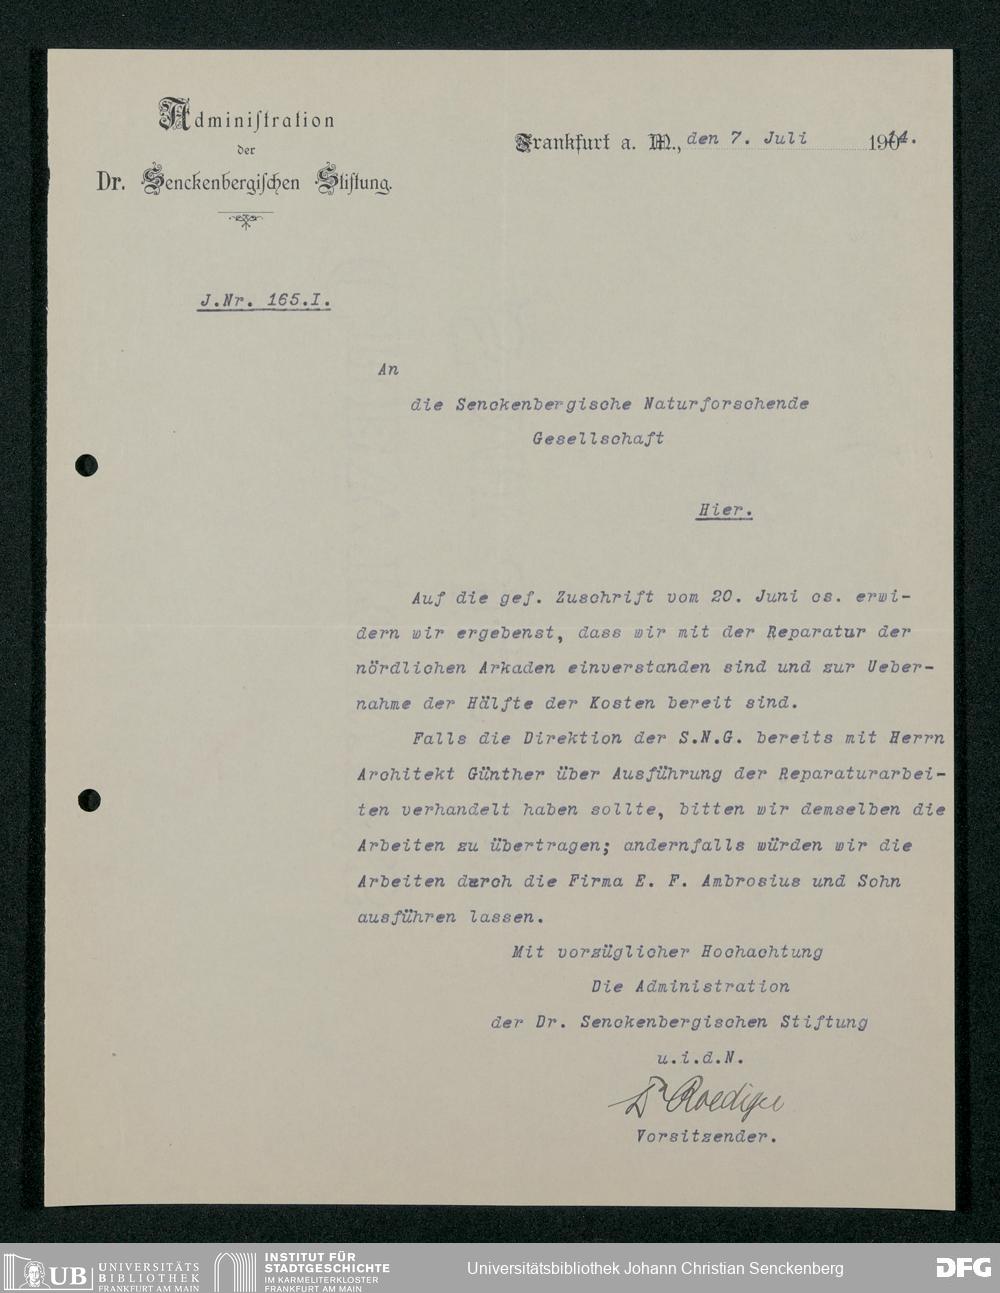 Administration
der
Dr. Senckenbergischen Stiftung.
Frankfurt a. M., den 7. Juli 1914.
J.Nr. 165.I.
An
die Senckenbergische Naturforschende
Gesellschaft
Hier.
Auf die gef. Zuschrift vom 20. Juni cs. erwi-
dern wir ergebenst, dass wir mit der Reparatur der
nördlichen Arkaden einverstanden sind und zur Ueber-
nahme der Hälfte der Kosten bereit sind.
Falls die Direktion der S.N.G. bereits mit Herrn
Architekt Günther über Ausführung der Reparaturarbei-
ten verhandelt haben sollte, bitten wir demselben die
Arbeiten zu übertragen; andernfalls würden wir die
Arbeiten durch die Firma E. F. Ambrosius und Sohn
ausführen lassen.
Mit vorzüglicher Hochachtung
Die Administration
der Dr. Senckenbergischen Stiftung
u.i.d.N.
Dr Roediger
Vorsitzender.
UB UNIVERSITÄTS
BIBLIOTHEK
FRANKFURT AM MAIN
INSTITUT FÜR
STADTGESCHICHTE
IM KARMELITERKLOSTER
FRANKFURT AM MAIN
Universitätsbibliothek Johann Christian Senckenberg
DFG